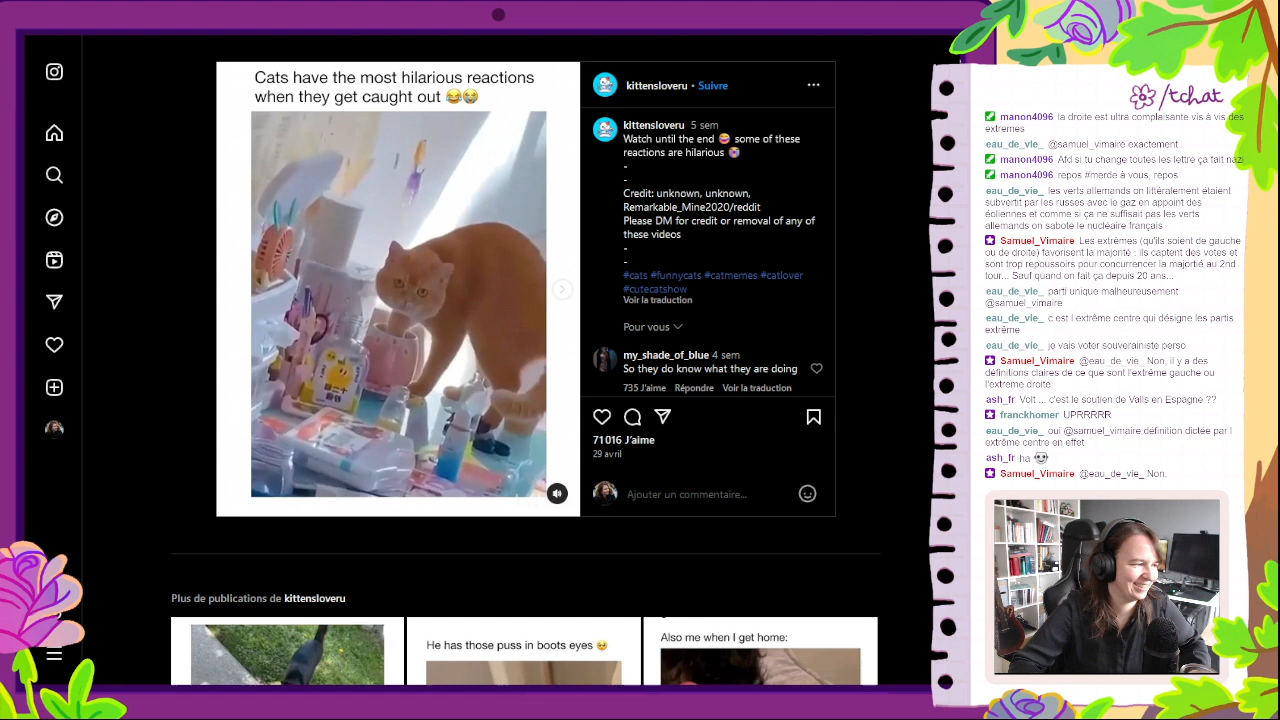 Cats have the most hilarious reactions
when they get caught out 😂😭
kittensloveru • Suivre
kittensloveru 5 sem
Watch until the end 😂 some of these
reactions are hilarious 😭
-
-
Credit: unknown, unknown,
Remarkable_Mine2020/reddit
Please DM for credit or removal of any of
these videos
-
-
#cats #funnycats #catmemes #catlover
#cutecatshow
Voir la traduction
Pour vous
my_shade_of_blue 4 sem
So they do know what they are doing
735 J'aime Répondre Voir la traduction
71 016 J'aime
29 avril
Ajouter un commentaire...
Plus de publications de kittensloveru
He has those puss in boots eyes 🥹
Also me when I get home:
/tchat
manon4096 la droite est ultra complaisante vis à vis des
extremes
eau_de_vie_ @samuel_vimaire exactement
manon4096 Afd si tu change toutes les lettre ça fait nazi
manon4096 repos #merde à vous, repos
eau_de_vie_ les verts allemands on littéralement étaient
subvertit par les russes avec le gaz en appoint des
éoliennes et comme si ça ne suffisait pas les verts
allemands on saboté le nucléaire français
Samuel_Vimaire Les extrêmes (qu'ils soient de gauche
ou de droite) favorisent la majorité : ils captent des votes et
sont trop repoussoirs pour concurrencer la majorité au 2nd
tour... Sauf quand on fait ça depuis 20 ans...
eau_de_vie_ parti unique malheureusement
@samuel_vimaire
eau_de_vie_ c est l extrême centre qui désigne les partis
extrême
eau_de_vie_ je vais voter souverainiste perso
Samuel_Vimaire @eau_de_vie_ Non, il y a des
définitions claires de ce que sont l'extrême gauche ou
l'extreme droite
ash_fr Volt ... c'est le soutien de Valls en Espagne ??
franckhomer UPRRRRR
eau_de_vie_ oui @samuel_vimaire définition dictée par l
extrême centre en effet
ash_fr ha
Samuel_Vimaire @eau_de_vie_ Non.